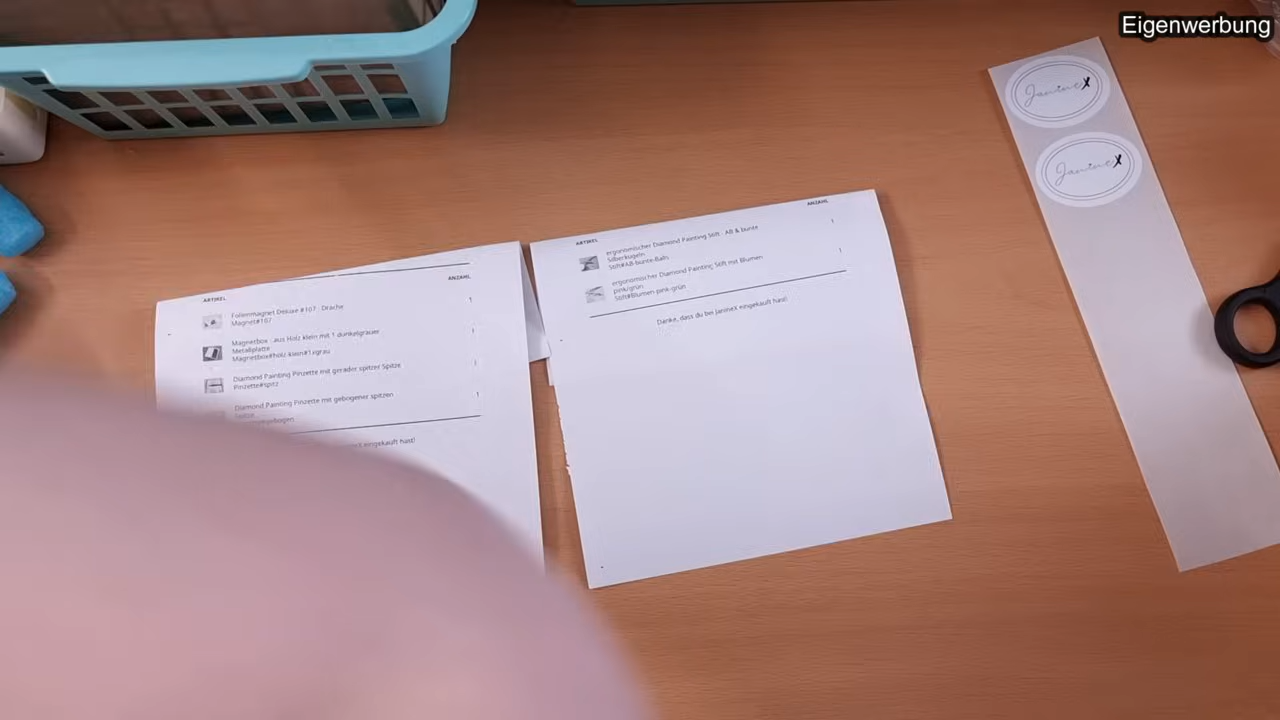 Eigenwerbung
JanineX
JanineX
ARTIKEL ANZAHL
Folienmagnet Deluxe #107 - Drache 1
Magnet#107
Magnetbox - aus Holz klein mit 1 dunkelgrauer 1
Metallplatte
Magnetbox#holz-klein#1xgrau
Diamond Painting Pinzette mit gerader spitzer Spitze 1
Pinzette#spitz
Diamond Painting Pinzette mit gebogener spitzen 1
Spitze
eingekauft hast!
ARTIKEL ANZAHL
ergonomischer Diamond Painting Stift - AB & bunte 1
Silberkugeln
Stift#AB-bunte-Balls
ergonomischer Diamond Painting Stift mit Blumen 1
pink/grün
Stift#Blumen-pink-grün
Danke, dass du bei JanineX eingekauft hast!